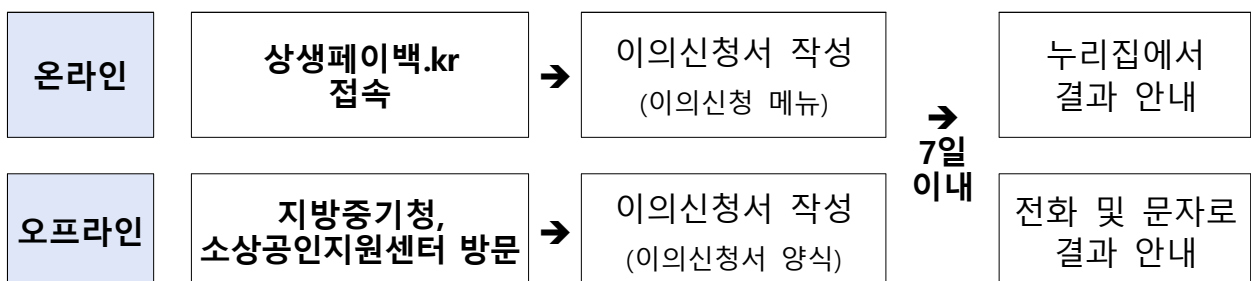 온라인
상생페이백.kr
접속
➔
이의신청서 작성
(이의신청 메뉴)
누리집에서
결과 안내
➔
7일
이내
오프라인
지방중기청,
소상공인지원센터 방문
➔
이의신청서 작성
(이의신청서 양식)
전화 및 문자로
결과 안내